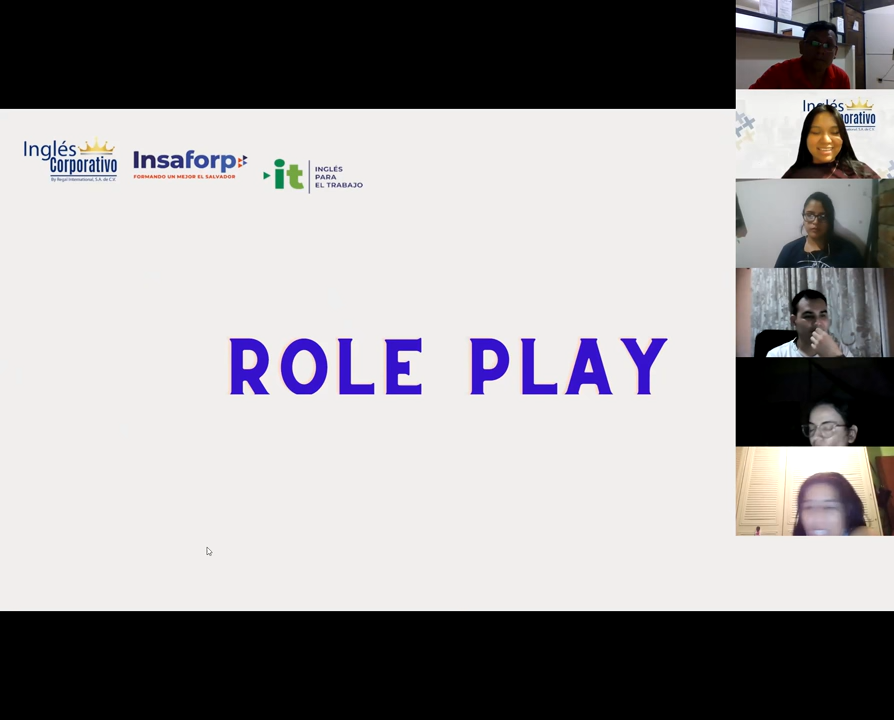 Inglés
Corporativo
By Regal International, S.A. de C.V.
Insaforp
FORMANDO UN MEJOR EL SALVADOR
it
INGLÉS
PARA
EL TRABAJO
ROLE PLAY
Inglés
orativo